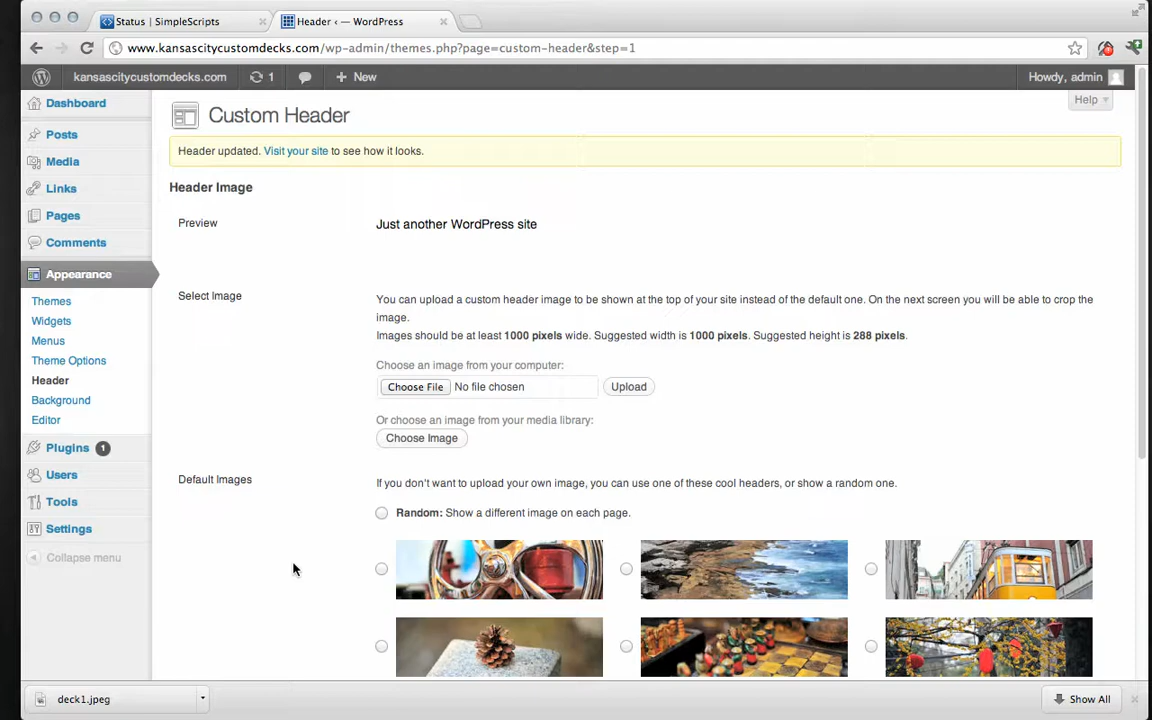 Status | SimpleScripts
Header ‹ — WordPress
www.kansascitycustomdecks.com/wp-admin/themes.php?page=custom-header&step=1
kansascitycustomdecks.com
1
New
Howdy, admin
Dashboard
Posts
Media
Links
Pages
Comments
Appearance
Themes
Widgets
Menus
Theme Options
Header
Background
Editor
Plugins 1
Users
Tools
Settings
Collapse menu
Help
Custom Header
Header updated. Visit your site to see how it looks.
Header Image
Preview
Just another WordPress site
Select Image
You can upload a custom header image to be shown at the top of your site instead of the default one. On the next screen you will be able to crop the
image.
Images should be at least 1000 pixels wide. Suggested width is 1000 pixels. Suggested height is 288 pixels.
Choose an image from your computer:
Choose File No file chosen Upload
Or choose an image from your media library:
Choose Image
Default Images
If you don't want to upload your own image, you can use one of these cool headers, or show a random one.
Random: Show a different image on each page.
deck1.jpeg
Show All